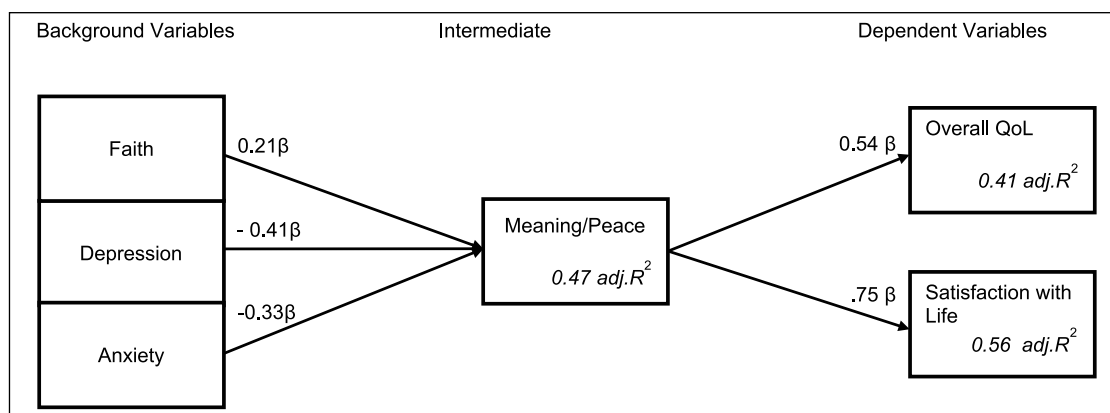 Background Variables
Intermediate
Dependent Variables
Faith
0.21β
Depression
- 0.41β
Anxiety
-0.33β
Meaning/Peace
0.47 adj.R²
0.54 β
Overall QoL
0.41 adj.R²
.75 β
Satisfaction with
Life
0.56 adj.R²